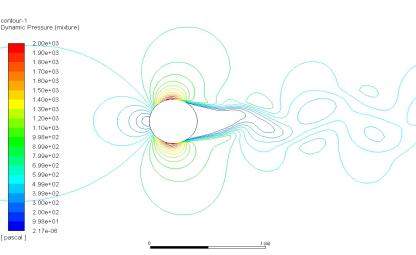 contour-1
Dynamic Pressure (mixture)
2.00e+03
1.90e+03
1.80e+03
1.70e+03
1.60e+03
1.50e+03
1.40e+03
1.30e+03
1.20e+03
1.10e+03
9.98e+02
8.99e+02
7.99e+02
6.99e+02
5.99e+02
4.99e+02
3.99e+02
3.00e+02
2.00e+02
9.98e+01
2.17e-06
[ pascal ]
0 1 (m)